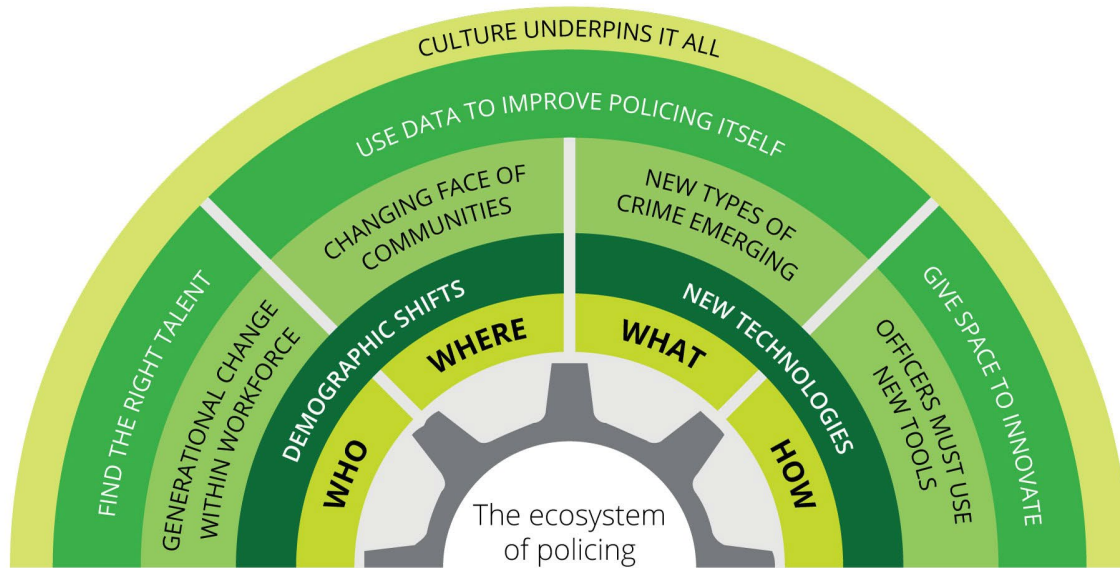 CULTURE UNDERPINS IT ALL
USE DATA TO IMPROVE POLICING ITSELF
FIND THE RIGHT TALENT
GIVE SPACE TO INNOVATE
GENERATIONAL CHANGE
WITHIN WORKFORCE
CHANGING FACE OF
COMMUNITIES
NEW TYPES OF
CRIME EMERGING
OFFICERS MUST USE
NEW TOOLS
DEMOGRAPHIC SHIFTS
NEW TECHNOLOGIES
WHO
WHERE
WHAT
HOW
The ecosystem
of policing